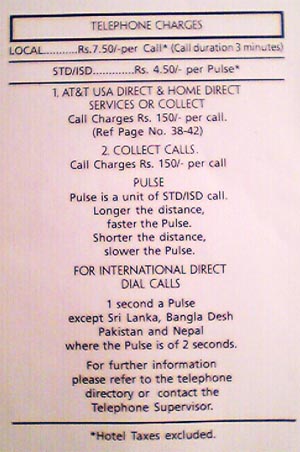 TELEPHONE CHARGES
LOCAL..........Rs.7.50/-per Call* (Call duration 3 minutes)
STD/ISD.............Rs. 4.50/- per Pulse*
1. AT&T USA DIRECT & HOME DIRECT
SERVICES OR COLLECT
Call Charges Rs. 150/- per call.
(Ref Page No. 38-42)
2. COLLECT CALLS.
Call Charges Rs. 150/- per call
PULSE
Pulse is a unit of STD/ISD call.
Longer the distance,
faster the Pulse.
Shorter the distance,
slower the Pulse.
FOR INTERNATIONAL DIRECT
DIAL CALLS
1 second a Pulse
except Sri Lanka, Bangla Desh
Pakistan and Nepal
where the Pulse is of 2 seconds.
For further information
please refer to the telephone
directory or contact the
Telephone Supervisor.
*Hotel Taxes excluded.